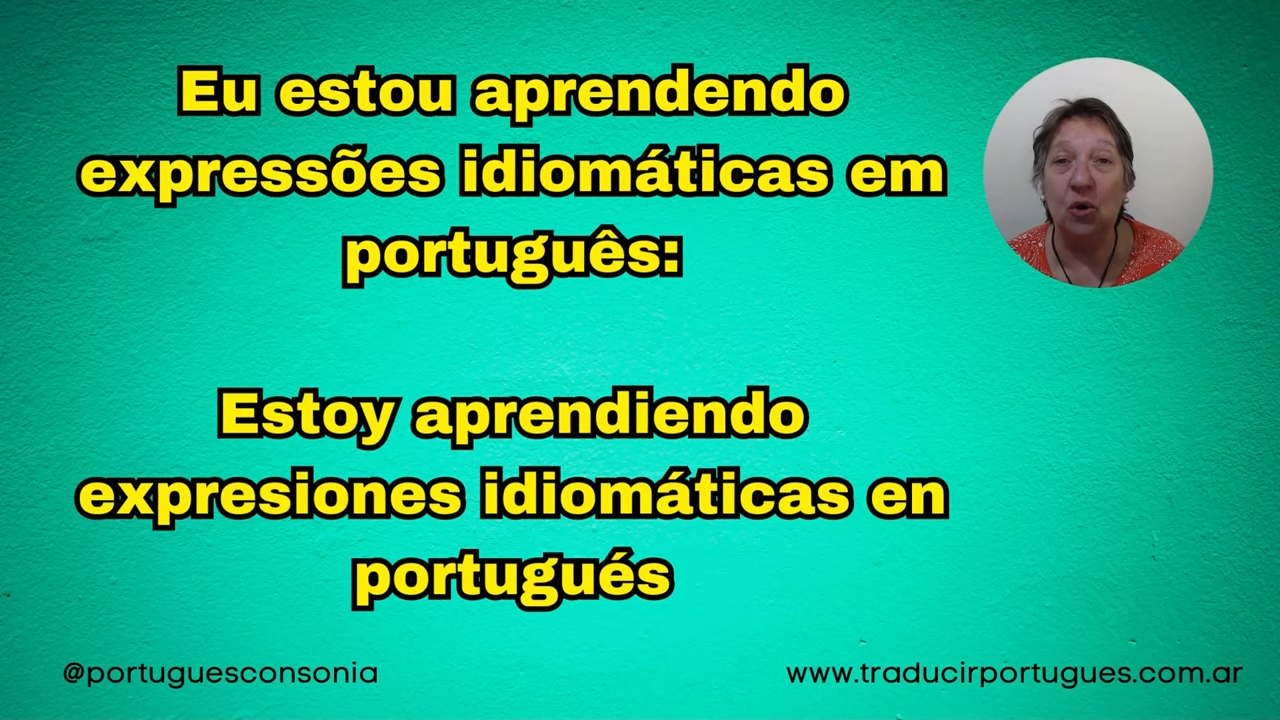 Eu estou aprendendo
expressões idiomáticas em
português:
Estoy aprendiendo
expresiones idiomáticas en
portugués
@portuguesconsonia
www.traducirportugues.com.ar